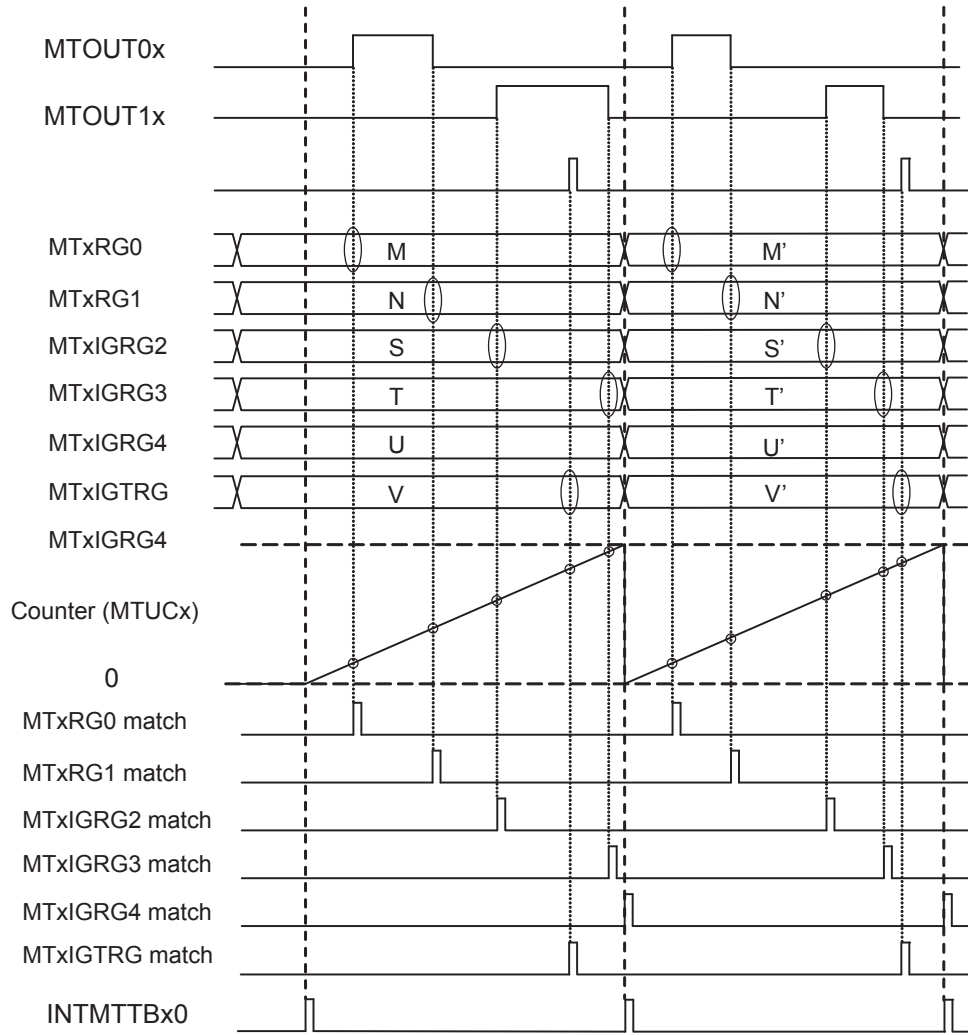 MTOUT0x
MTOUT1x
MTxRG0 M M’
MTxRG1 N N’
MTxIGRG2 S S’
MTxIGRG3 T T’
MTxIGRG4 U U’
MTxIGTRG V V’
MTxIGRG4
Counter (MTUCx)
0
MTxRG0 match
MTxRG1 match
MTxIGRG2 match
MTxIGRG3 match
MTxIGRG4 match
MTxIGTRG match
INTMTTBx0